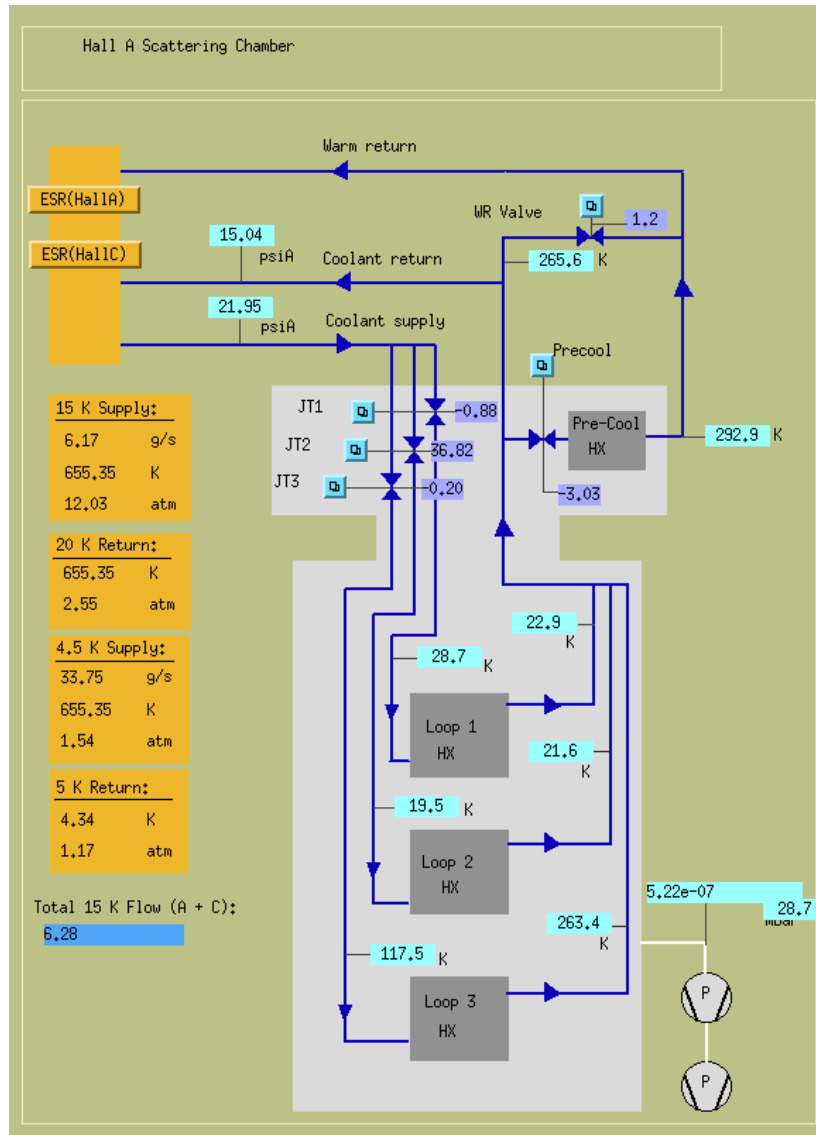 Hall A Scattering Chamber
Warm return
ESR(HallA)
WR Valve
1.2
15.04
psiA
ESR(HallC)
Coolant return
265.6 K
21.95
psiA
Coolant supply
Precool
15 K Supply:
6.17 g/s
655.35 K
12.03 atm
JT1
-0.88
JT2
36.82
JT3
-0.20
Pre-Cool
HX
292.9 K
-3.03
20 K Return:
655.35 K
2.55 atm
4.5 K Supply:
33.75 g/s
655.35 K
1.54 atm
5 K Return:
4.34 K
1.17 atm
Total 15 K Flow (A + C):
6.28
22.9
K
28.7 K
Loop 1
HX
21.6
K
19.5 K
Loop 2
HX
5.22e-07
28.7
mbar
263.4
K
117.5 K
Loop 3
HX
P
P